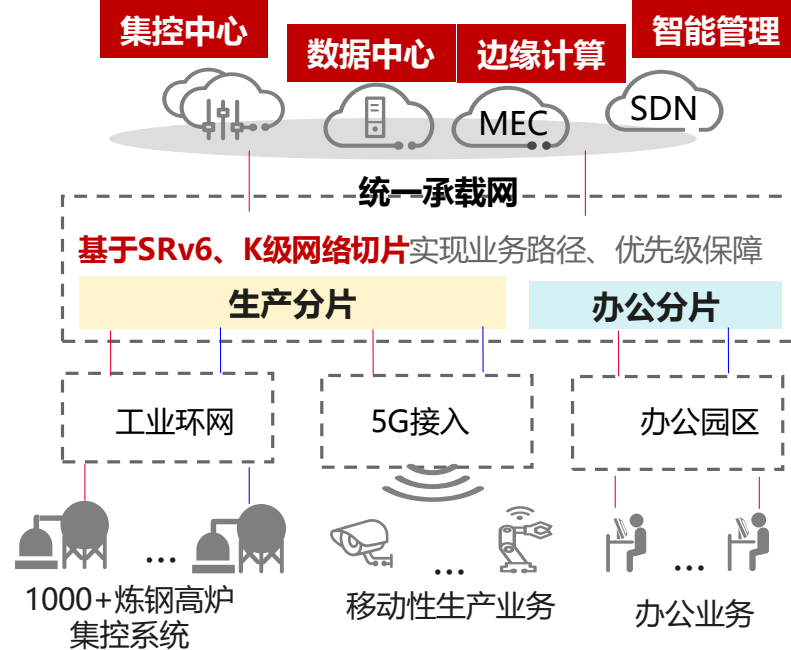 集控中心
数据中心
边缘计算
智能管理
MEC
SDN
统一承载网
基于SRv6、K级网络切片实现业务路径、优先级保障
生产分片
办公分片
工业环网
5G接入
办公园区
...
...
...
1000+炼钢高炉
集控系统
移动性生产业务
办公业务